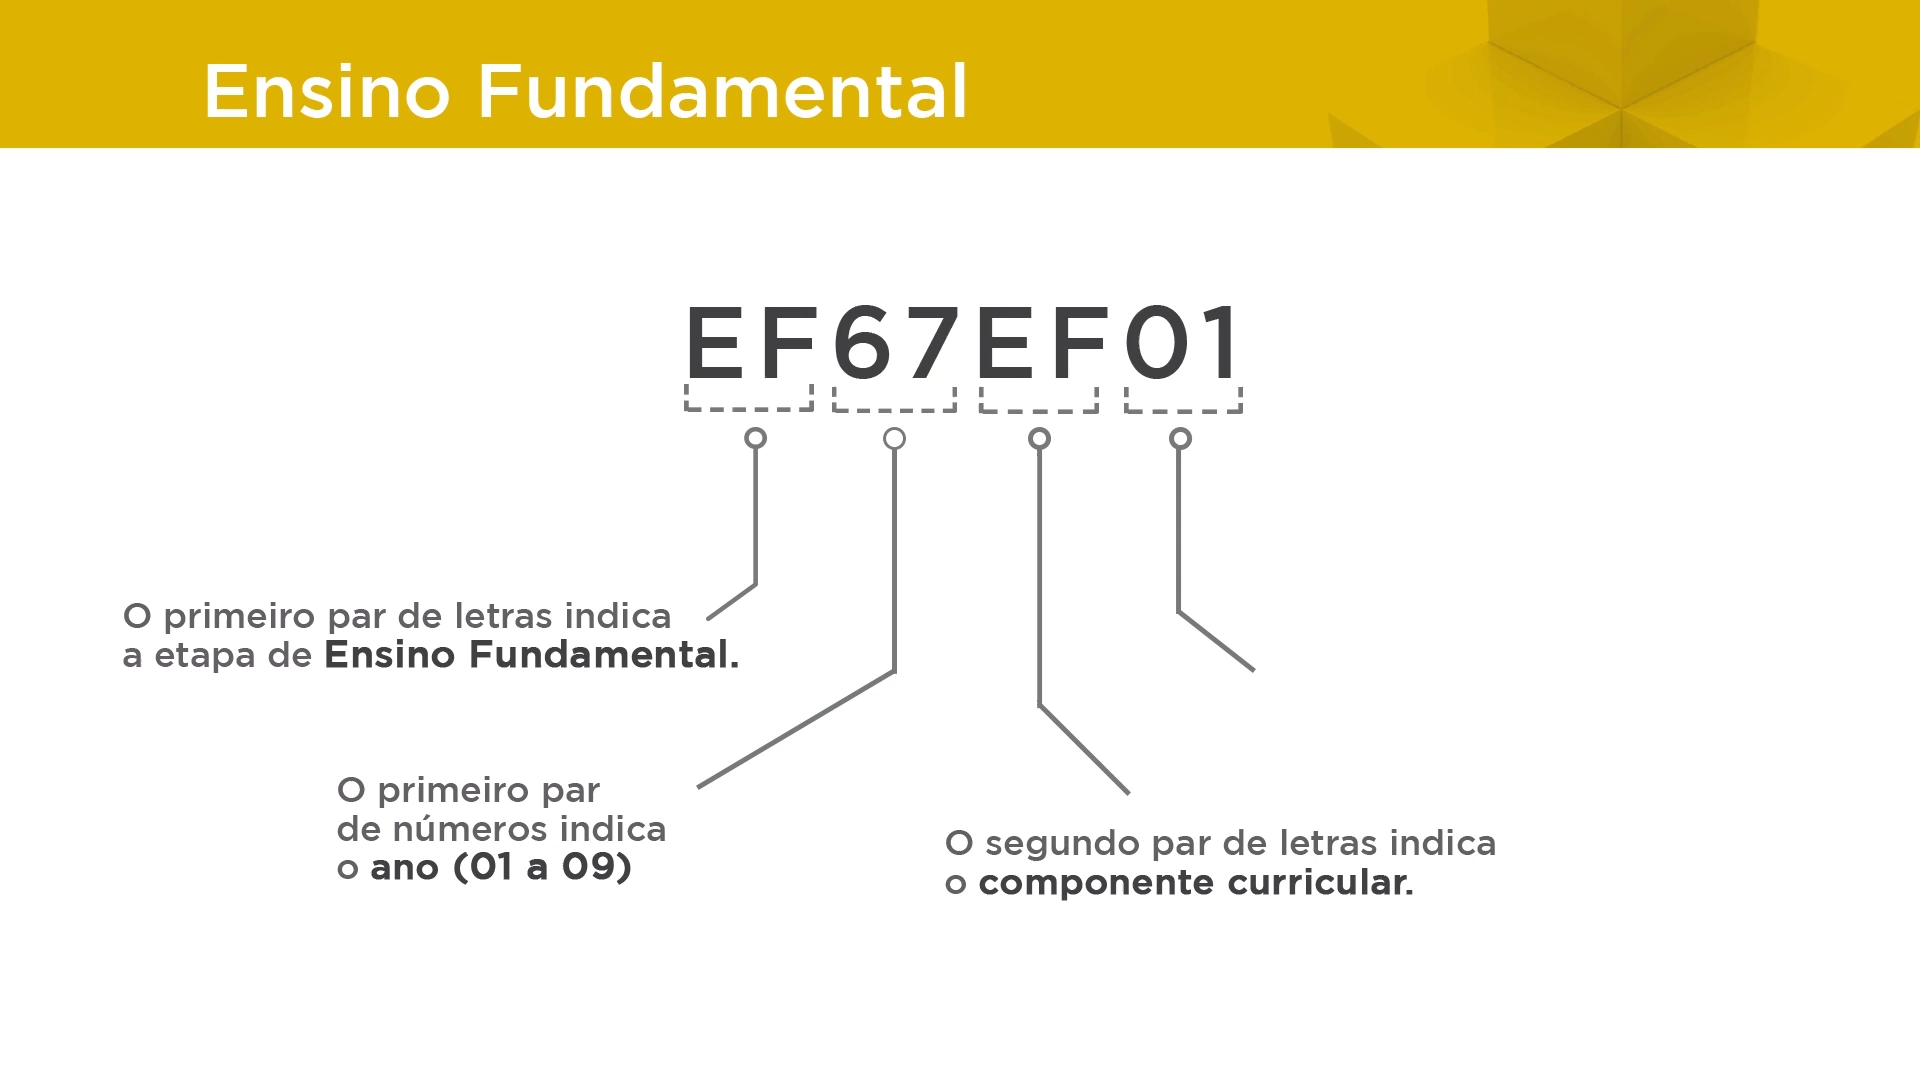 Ensino Fundamental
EF67EF01
O primeiro par de letras indica
a etapa de Ensino Fundamental.
O primeiro par
de números indica
o ano (01 a 09)
O segundo par de letras indica
o componente curricular.